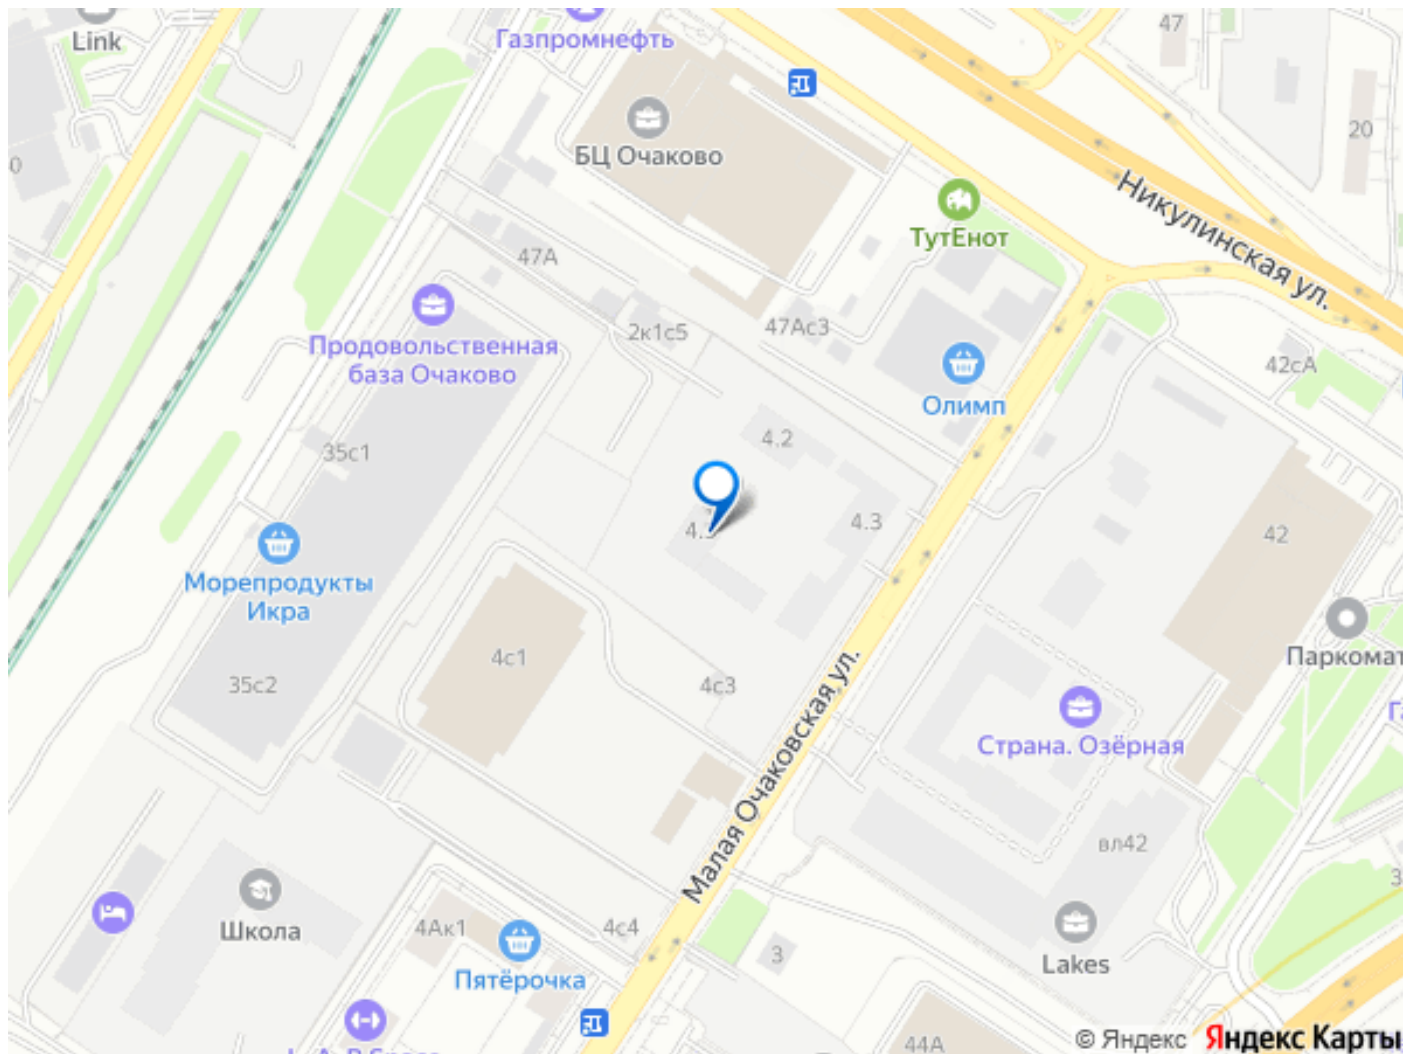 Link
Газпромнефть
47
20
БЦ Очаково
Никулинская ул.
ТутЕнот
47А
2к1с5
47Ас3
Продовольственная
база Очаково
42сА
Олимп
4.2
35с1
4.3
42
Морепродукты
Икра
4с1
35с2
4с3
Малая Очаковская ул.
Паркомат
Страна. Озёрная
вл42
Школа
4Ак1
4с4
3
Lakes
Пятёрочка
44А
© Яндекс Яндекс Карты